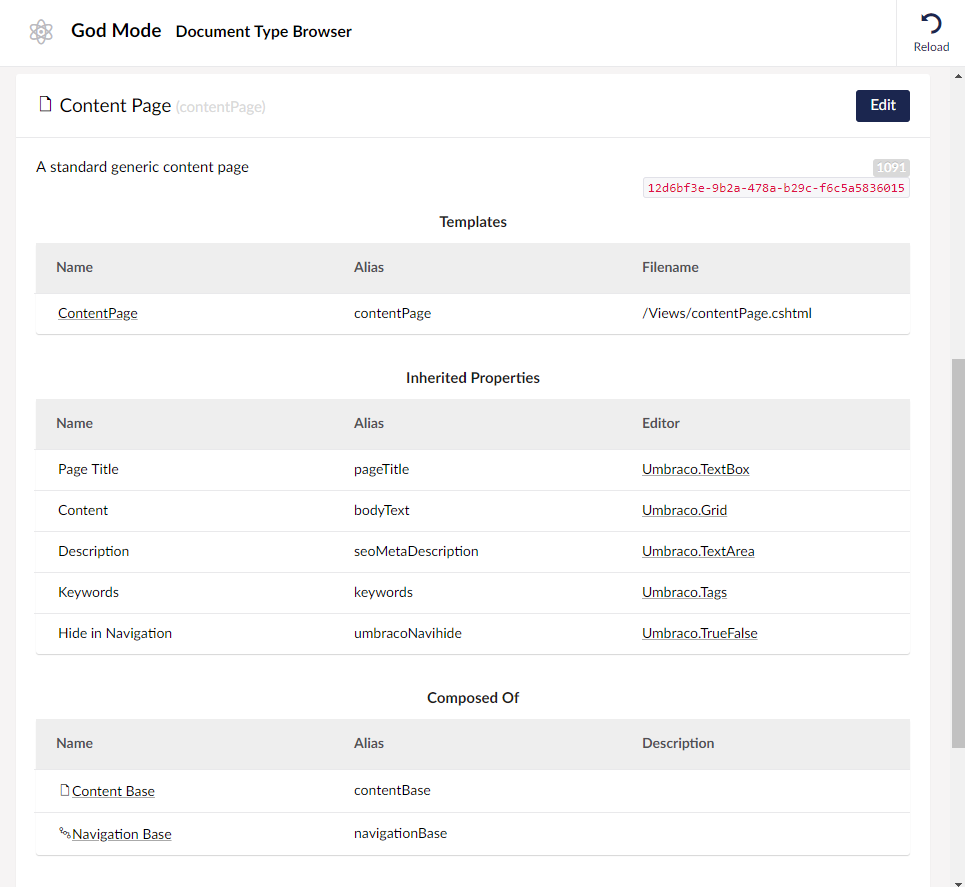 God Mode Document Type Browser
Reload
Content Page (contentPage)
Edit
A standard generic content page
1091
12d6bf3e-9b2a-478a-b29c-f6c5a5836015
Templates
Name Alias Filename
ContentPage contentPage /Views/contentPage.cshtml
Inherited Properties
Name Alias Editor
Page Title pageTitle Umbraco.TextBox
Content bodyText Umbraco.Grid
Description seoMetaDescription Umbraco.TextArea
Keywords keywords Umbraco.Tags
Hide in Navigation umbracoNavihide Umbraco.TrueFalse
Composed Of
Name Alias Description
Content Base contentBase
Navigation Base navigationBase